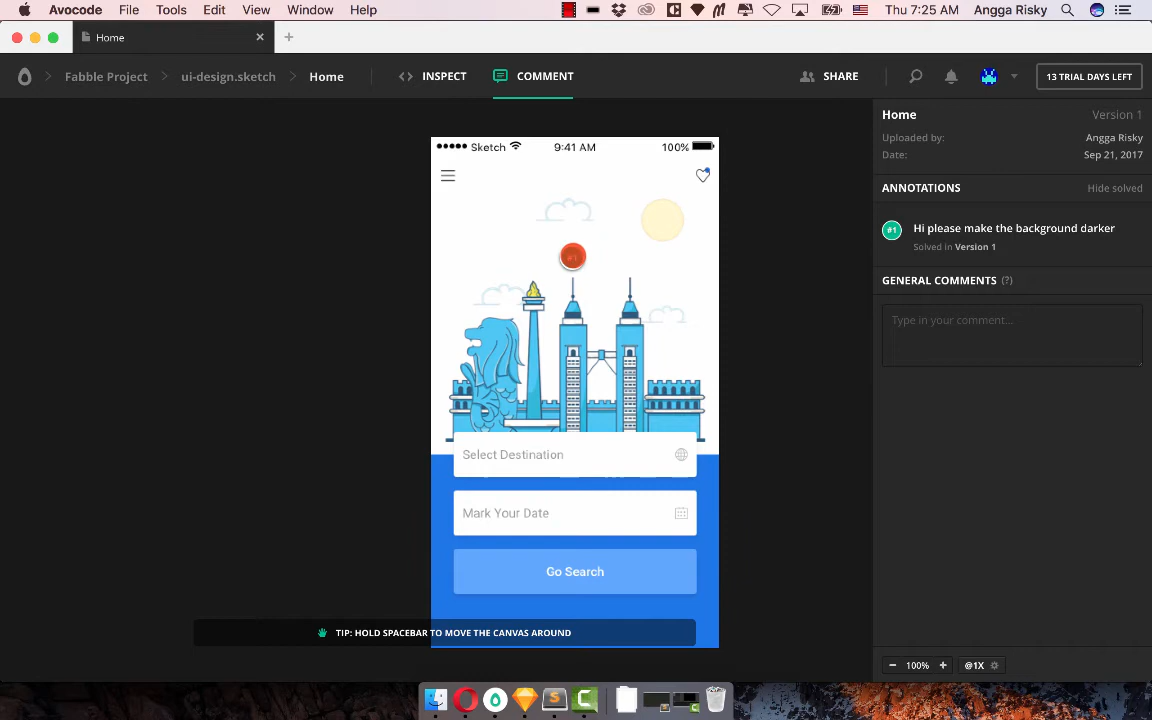 Avocode File Tools Edit View Window Help Thu 7:25 AM Angga Risky
Home
Fabble Project ui-design.sketch Home INSPECT COMMENT SHARE 13 TRIAL DAYS LEFT
Home Version 1
Uploaded by: Angga Risky
Date: Sep 21, 2017
ANNOTATIONS Hide solved
#1 Hi please make the background darker
Solved in Version 1
GENERAL COMMENTS (?)
Type in your comment...
Sketch 9:41 AM 100%
#1
Select Destination
Mark Your Date
Go Search
TIP: HOLD SPACEBAR TO MOVE THE CANVAS AROUND
− 100% + @1X